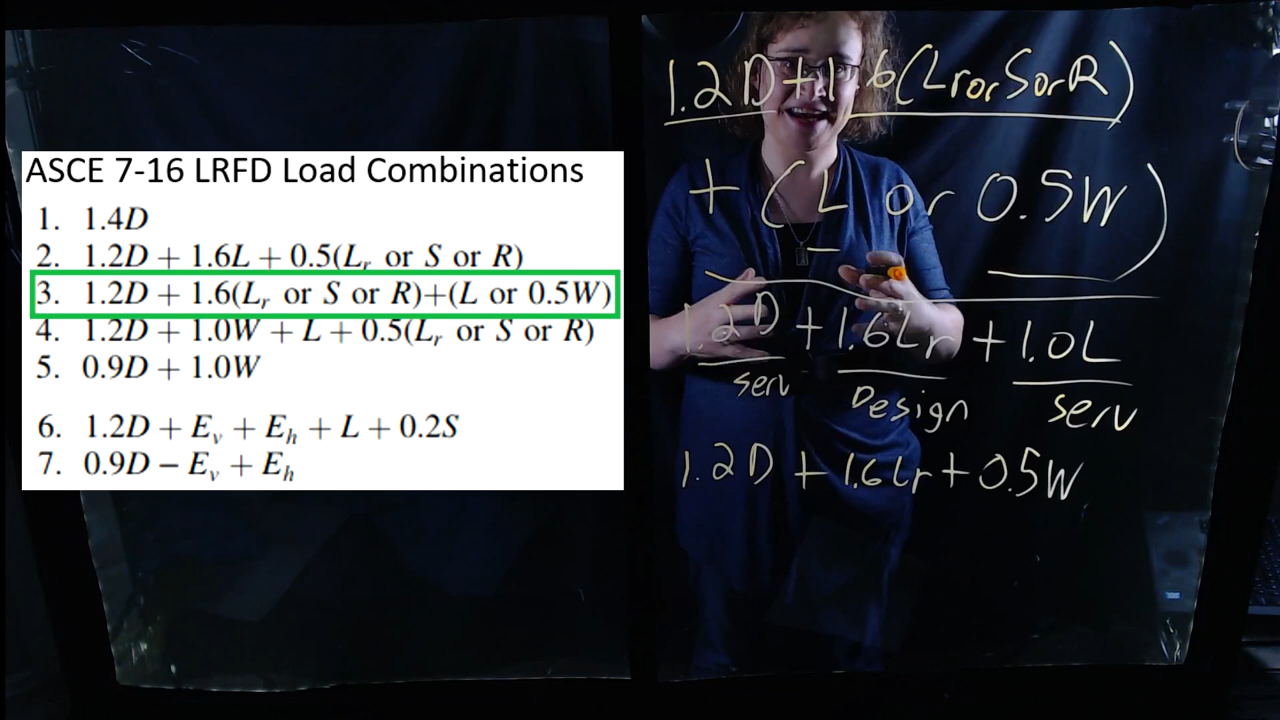 ASCE 7-16 LRFD Load Combinations
1. 1.4D
2. 1.2D + 1.6L + 0.5(Lᵣ or S or R)
3. 1.2D + 1.6(Lᵣ or S or R)+(L or 0.5W)
4. 1.2D + 1.0W + L + 0.5(Lᵣ or S or R)
5. 0.9D + 1.0W
6. 1.2D + Eᵥ + Eₕ + L + 0.2S
7. 0.9D − Eᵥ + Eₕ
1.2D+1.6(Lr or S or R)
+ (L or 0.5W)
1.2D +1.6Lr +1.0L
serv Design serv
1.2D + 1.6Lr + 0.5W